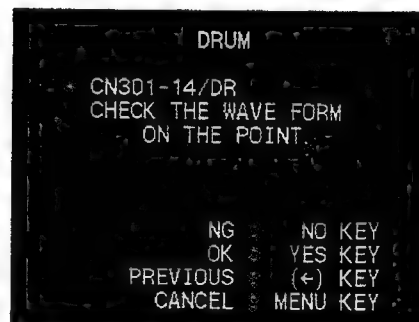 DRUM
CN301-14/DR
CHECK THE WAVE FORM
ON THE POINT.
NG : NO KEY
OK : YES KEY
PREVIOUS : (←) KEY
CANCEL : MENU KEY